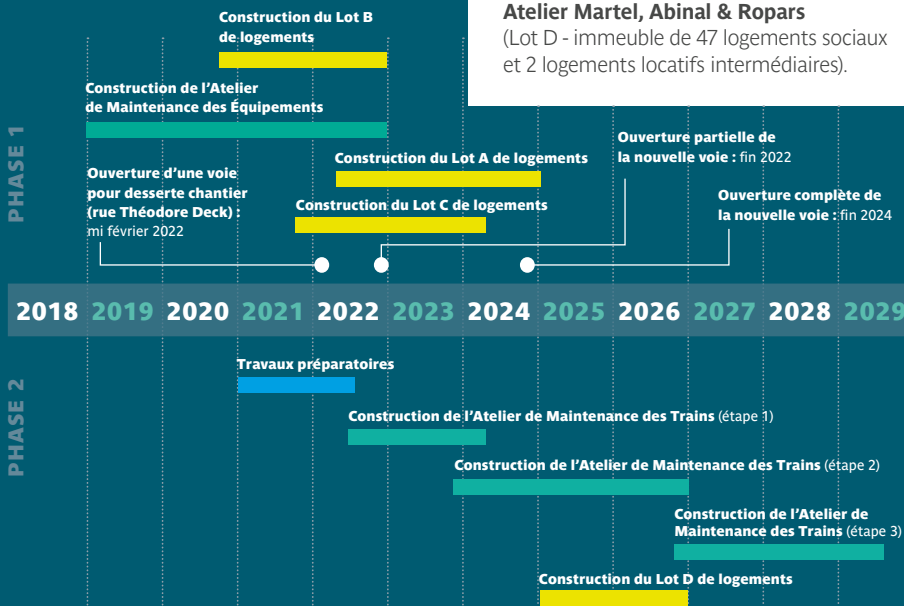 Atelier Martel, Abinal & Ropars
(Lot D - immeuble de 47 logements sociaux
et 2 logements locatifs intermédiaires).
PHASE 1
Construction du Lot B
de logements
Construction de l'Atelier
de Maintenance des Équipements
Construction du Lot A de logements
Construction du Lot C de logements
Ouverture d'une voie
pour desserte chantier
(rue Théodore Deck) :
mi février 2022
Ouverture partielle de
la nouvelle voie : fin 2022
Ouverture complète de
la nouvelle voie : fin 2024
2018 2019 2020 2021 2022 2023 2024 2025 2026 2027 2028 2029
PHASE 2
Travaux préparatoires
Construction de l'Atelier de Maintenance des Trains (étape 1)
Construction de l'Atelier de Maintenance des Trains (étape 2)
Construction de l'Atelier de
Maintenance des Trains (étape 3)
Construction du Lot D de logements